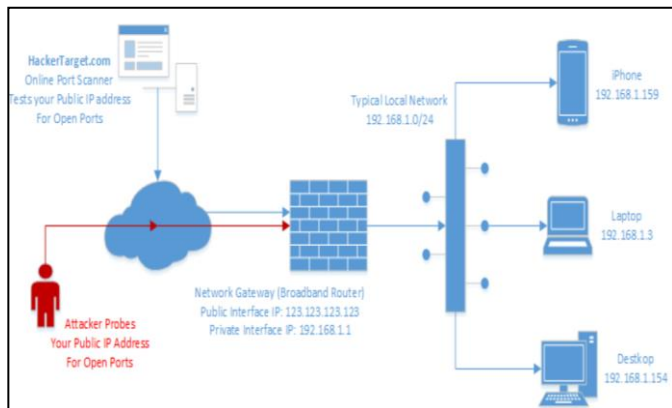 HackerTarget.com
Online Port Scanner
Tests your Public IP address
For Open Ports
Typical Local Network
192.168.1.0/24
iPhone
192.168.1.159
Laptop
192.168.1.3
Network Gateway (Broadband Router)
Public Interface IP: 123.123.123.123
Private Interface IP: 192.168.1.1
Attacker Probes
Your Public IP Address
For Open Ports
Destkop
192.168.1.154